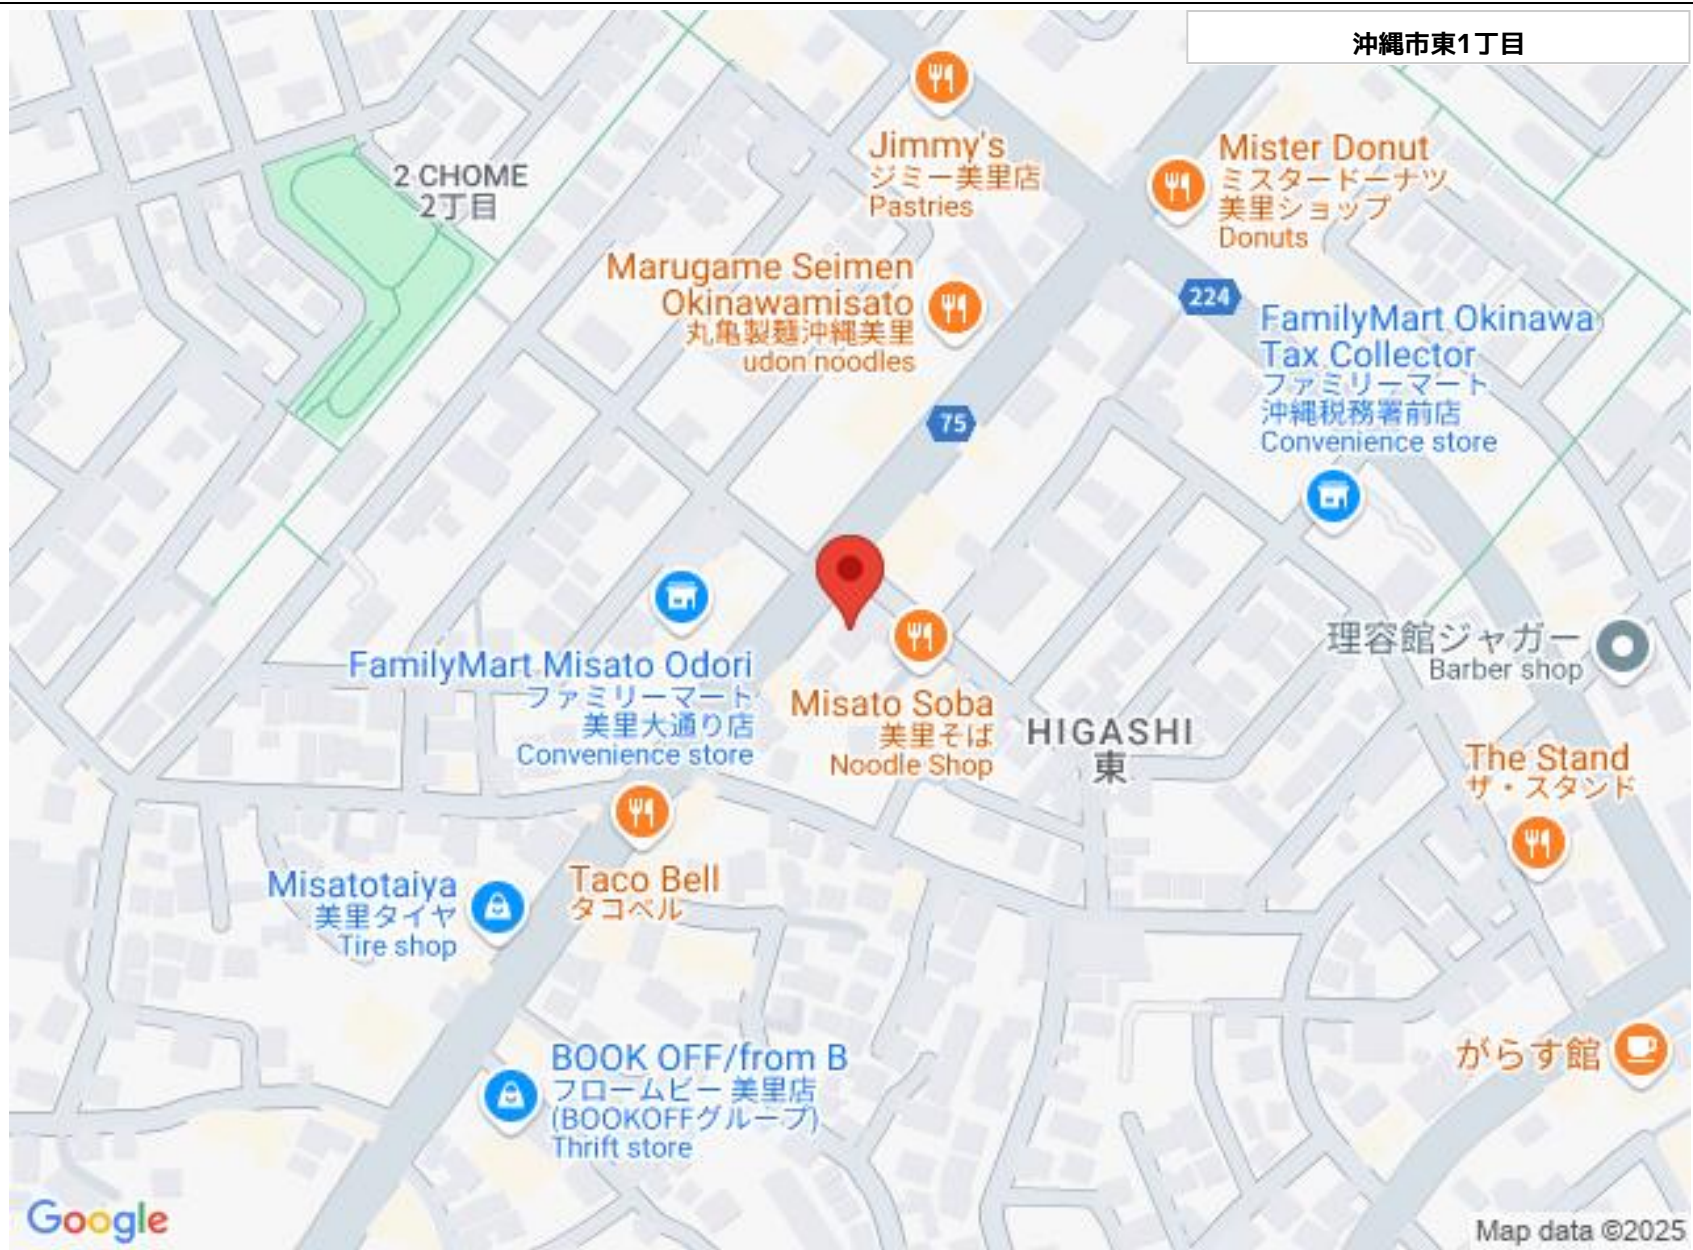 沖縄市東1丁目
Jimmy's
ジミー美里店
Pastries
Mister Donut
ミスタードーナツ
美里ショップ
Donuts
2 CHOME
2丁目
Marugame Seimen
Okinawamisato
丸亀製麺沖縄美里
udon noodles
224
FamilyMart Okinawa
Tax Collector
ファミリーマート
沖縄税務署前店
Convenience store
75
理容館ジャガー
Barber shop
FamilyMart Misato Odori
ファミリーマート
美里大通り店
Convenience store
Misato Soba
美里そば
Noodle Shop
HIGASHI
東
The Stand
ザ・スタンド
Taco Bell
タコベル
Misatotaiya
美里タイヤ
Tire shop
BOOK OFF/from B
フロームビー 美里店
(BOOKOFFグループ)
Thrift store
がらす館
Google
Map data ©2025